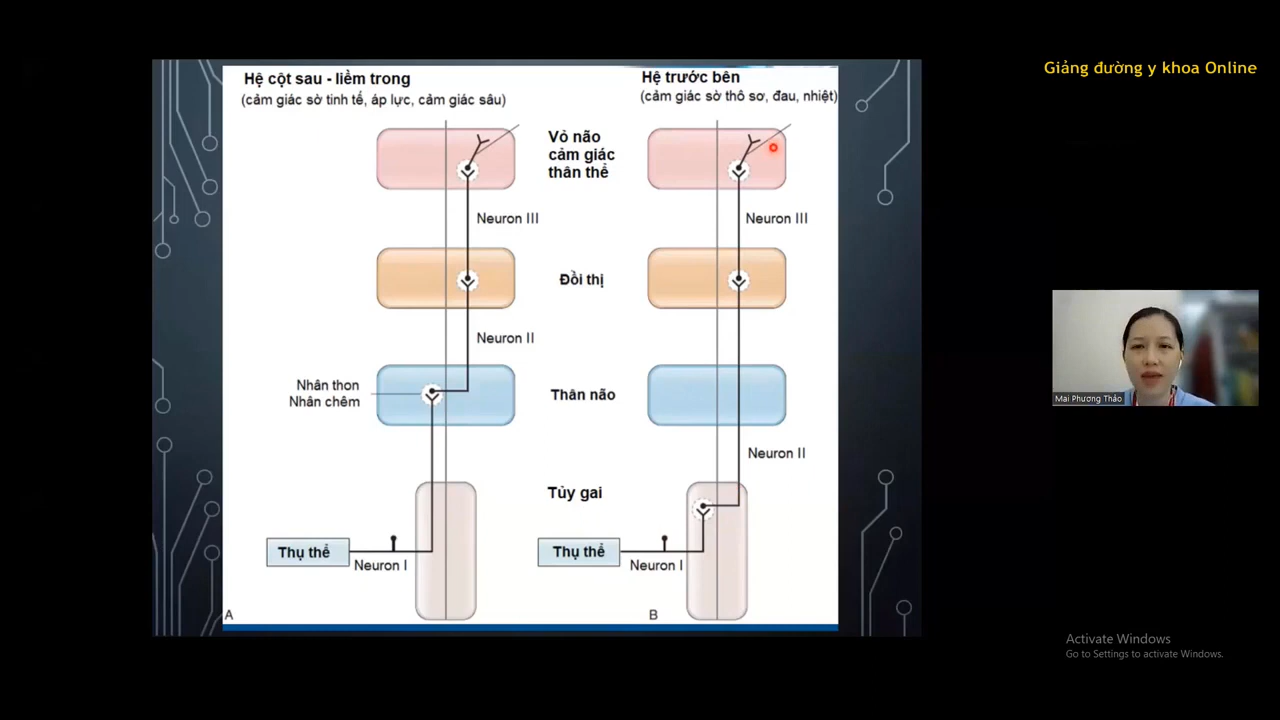 Giảng đường y khoa Online
Hệ cột sau - liềm trong
(cảm giác sờ tinh tế, áp lực, cảm giác sâu)
Hệ trước bên
(cảm giác sờ thô sơ, đau, nhiệt)
Vỏ não
cảm giác
thân thể
Neuron III
Neuron III
Đồi thị
Neuron II
Nhân thon
Nhân chêm
Thân não
Neuron II
Tủy gai
Thụ thể
Neuron I
Thụ thể
Neuron I
A
B
Mai Phương Thảo
Activate Windows
Go to Settings to activate Windows.